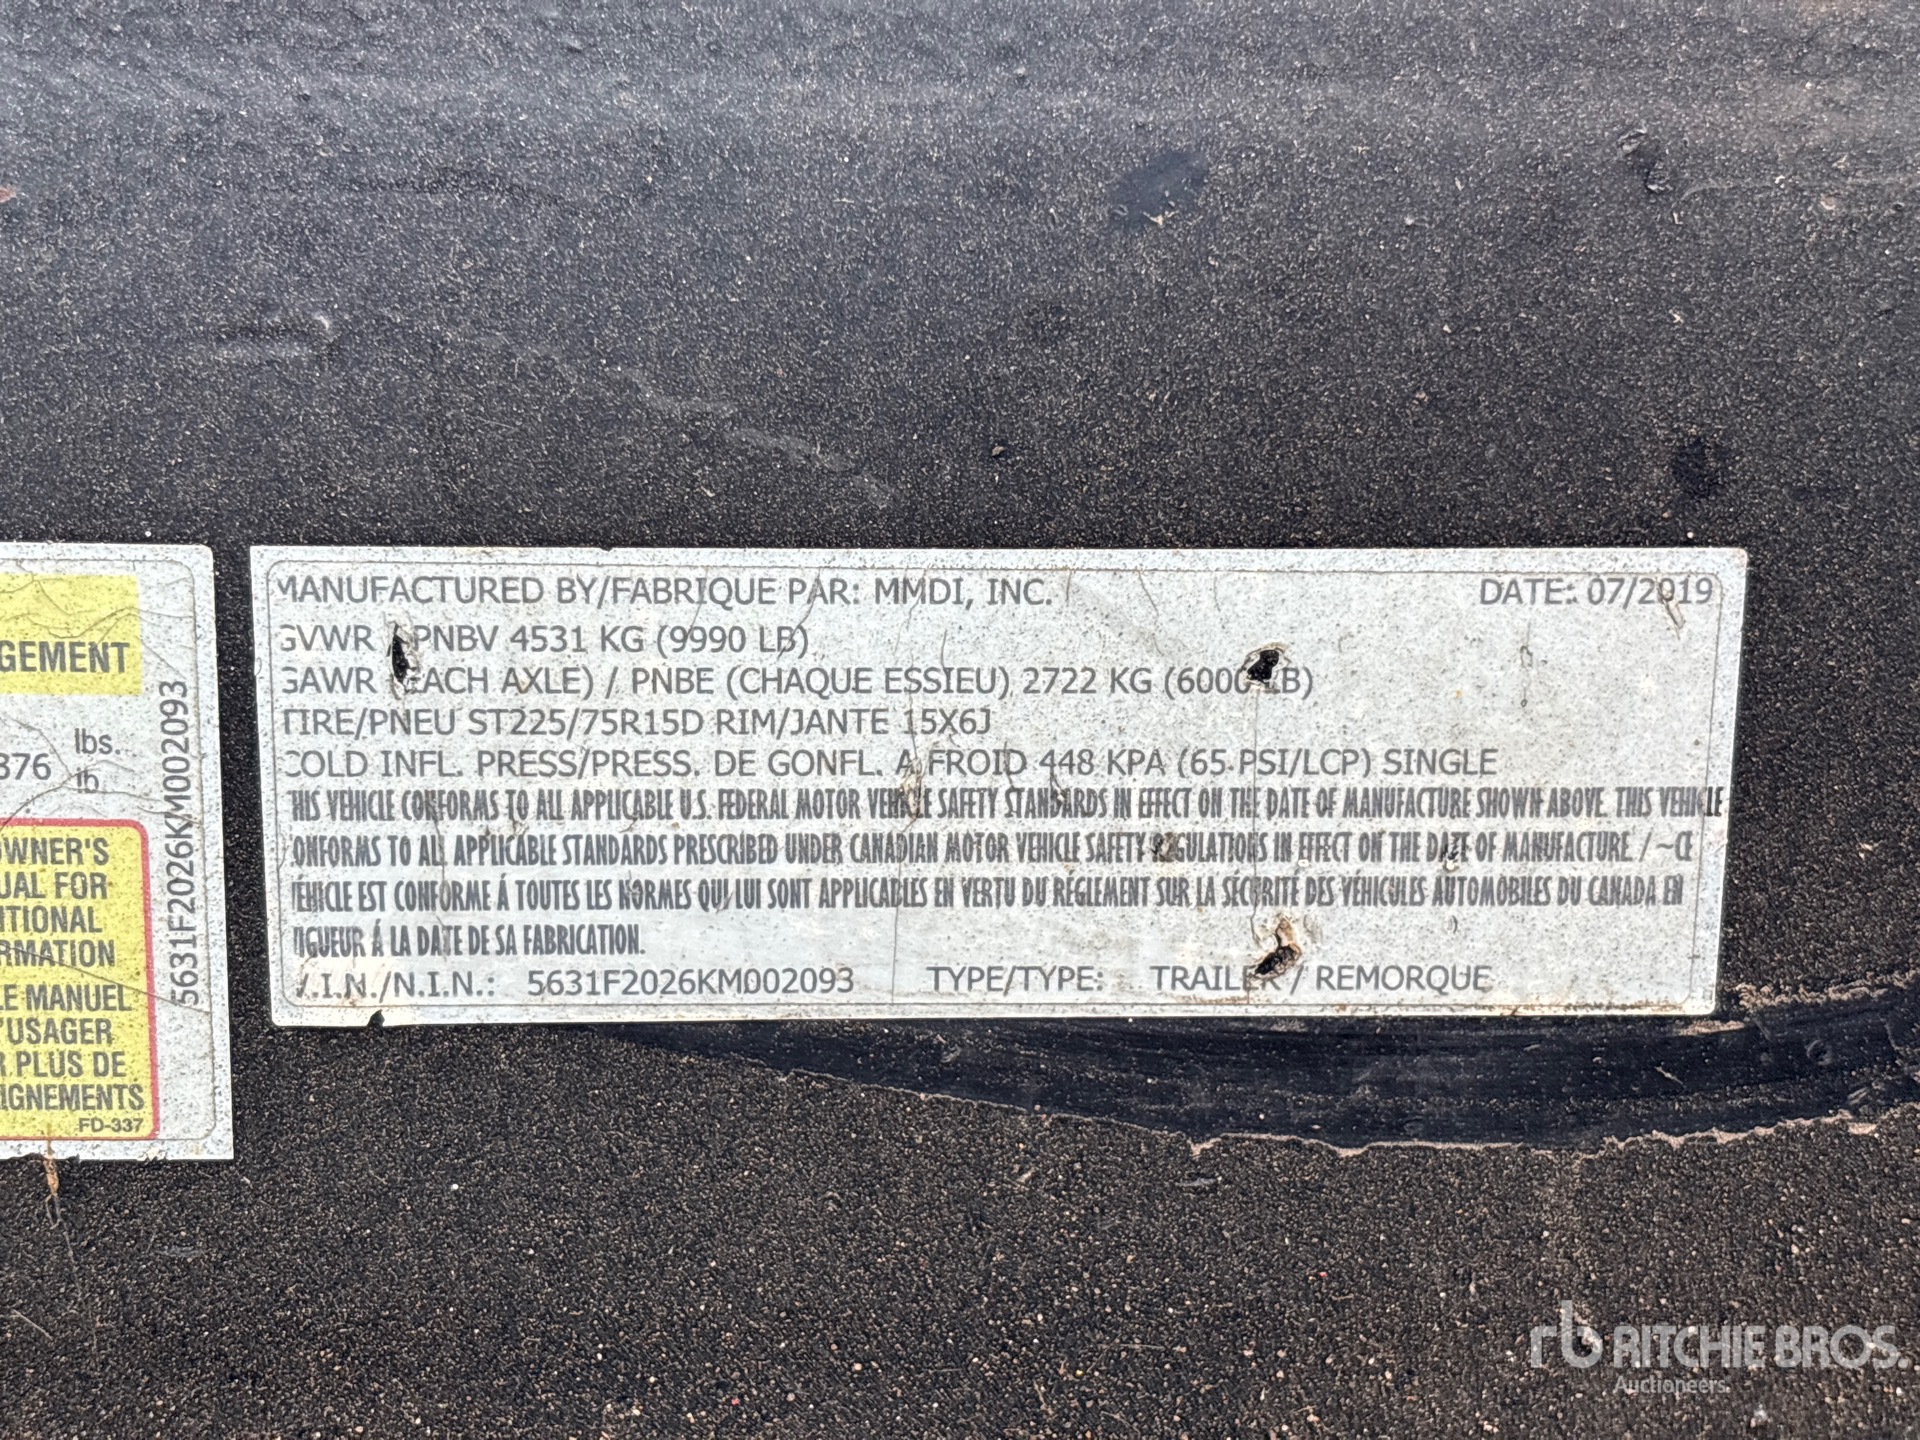 GEMENT
376 lbs.
lb
OWNER'S
UAL FOR
ITIONAL
ORMATION
LE MANUEL
'USAGER
R PLUS DE
IGNEMENTS
FD-337
5631F2026KM002093
MANUFACTURED BY/FABRIQUE PAR: MMDI, INC. DATE: 07/2019
GVWR / PNBV 4531 KG (9990 LB)
GAWR (EACH AXLE) / PNBE (CHAQUE ESSIEU) 2722 KG (6000 LB)
TIRE/PNEU ST225/75R15D RIM/JANTE 15X6J
COLD INFL. PRESS/PRESS. DE GONFL. A FROID 448 KPA (65 PSI/LCP) SINGLE
THIS VEHICLE CONFORMS TO ALL APPLICABLE U.S. FEDERAL MOTOR VEHICLE SAFETY STANDARDS IN EFFECT ON THE DATE OF MANUFACTURE SHOWN ABOVE. THIS VEHICLE
CONFORMS TO ALL APPLICABLE STANDARDS PRESCRIBED UNDER CANADIAN MOTOR VEHICLE SAFETY REGULATIONS IN EFFECT ON THE DATE OF MANUFACTURE. / ~CE
VÉHICLE EST CONFORME Á TOUTES LES NORMES QUI LUI SONT APPLICABLES EN VERTU DU REGLEMENT SUR LA SÉCURITE DES VÉHICULES AUTOMOBILES DU CANADA EN
VIGUEUR Á LA DATE DE SA FABRICATION.
V.I.N./N.I.N.: 5631F2026KM002093 TYPE/TYPE: TRAILER / REMORQUE
rb RITCHIE BROS.
Auctioneers